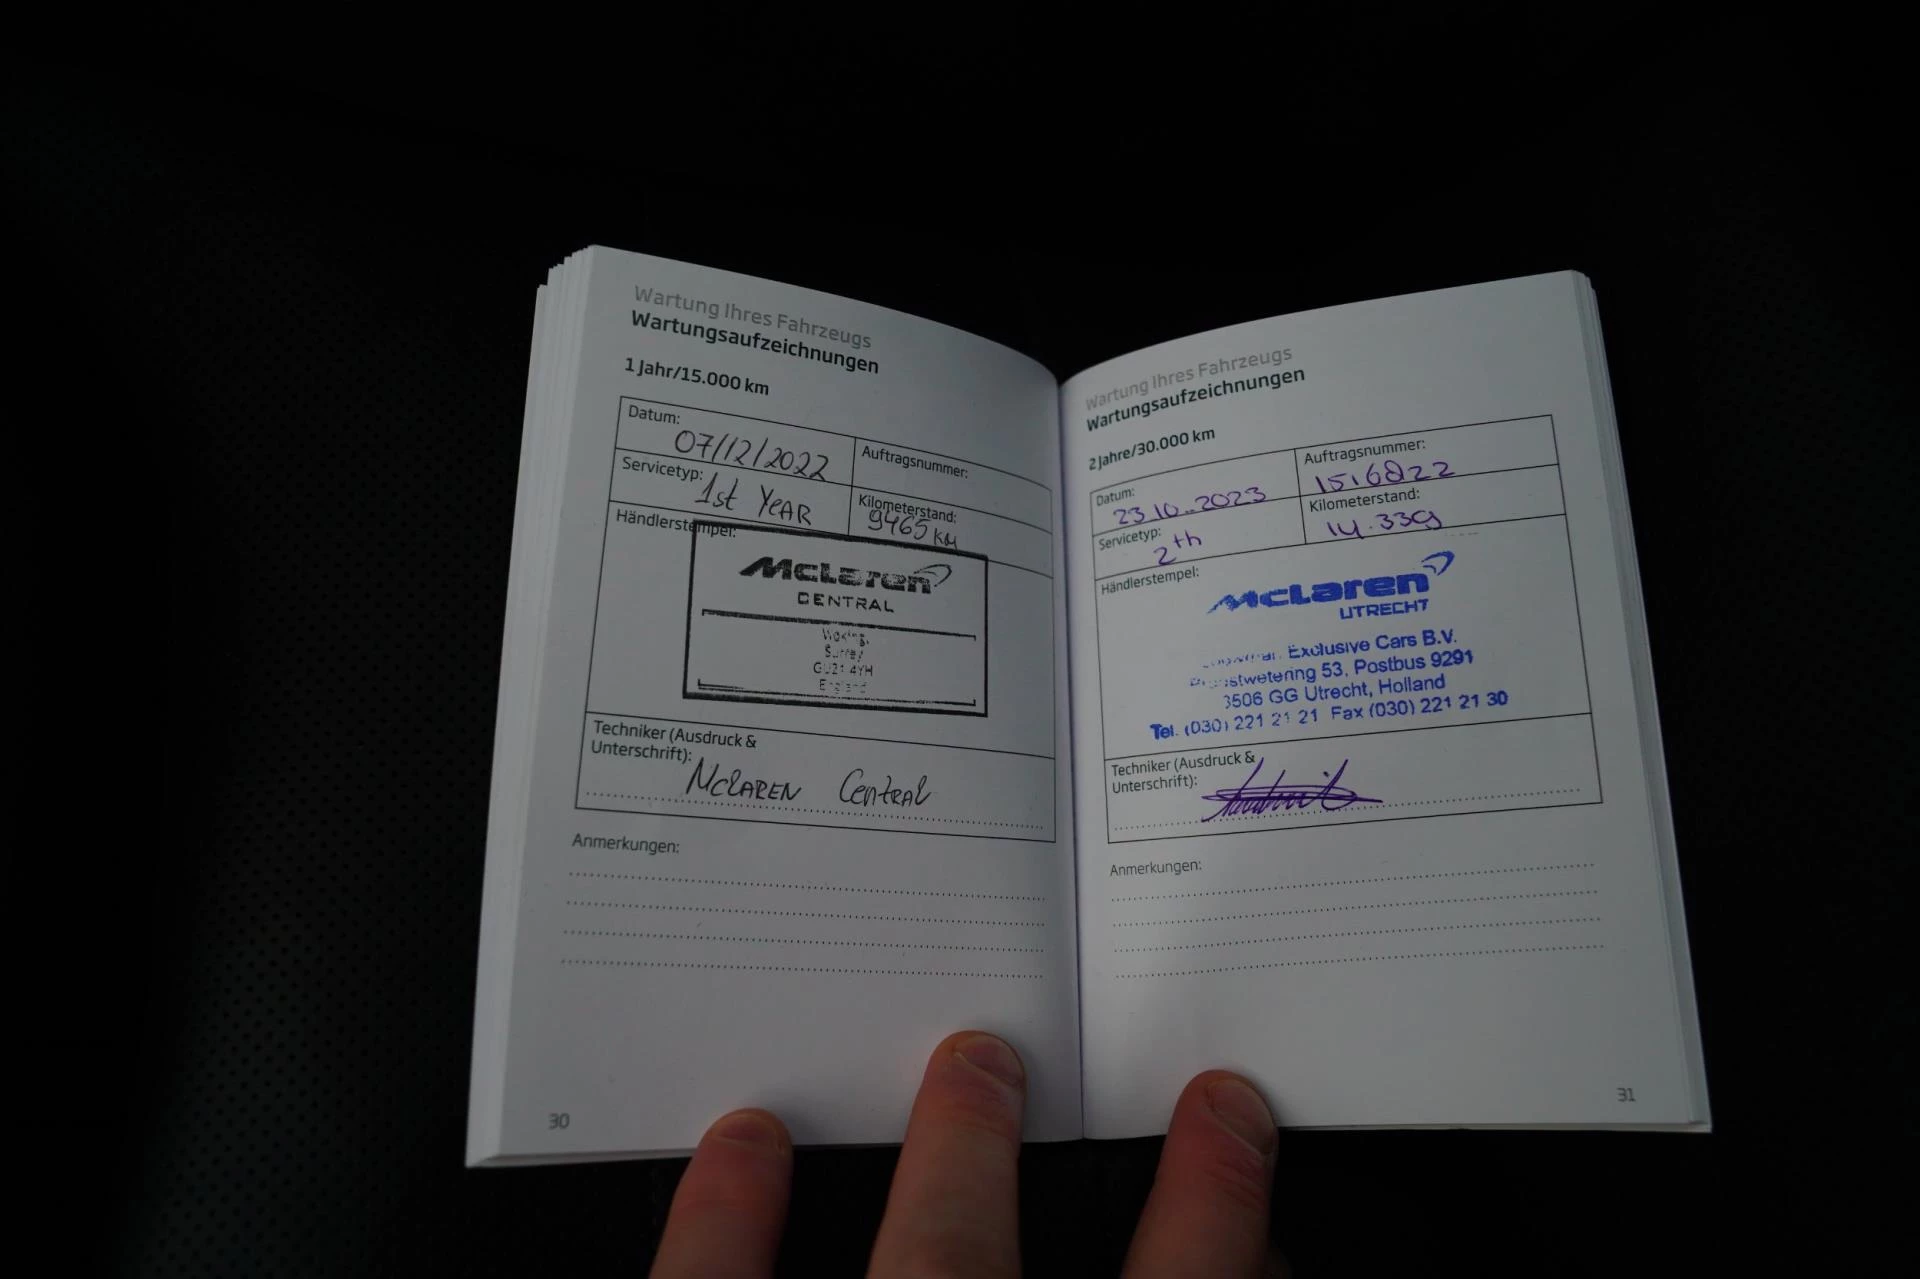 Wartung Ihres Fahrzeugs
Wartungsaufzeichnungen
1 Jahr/15.000 km
Datum:
07/12/2022
Auftragsnummer:
Servicetyp:
1st YEAR
Kilometerstand:
9465 KM
Händlerstempel:
McLaren
CENTRAL
Woking,
Surrey
GU21 4YH
England
Techniker (Ausdruck &
Unterschrift):
McLAREN CENTRAL
Anmerkungen:
30
Wartung Ihres Fahrzeugs
Wartungsaufzeichnungen
2 Jahre/30.000 km
Datum:
23.10..2023
Auftragsnummer:
Servicetyp:
2th
Kilometerstand:
14.339
Händlerstempel:
McLaren
UTRECHT
Exclusive Cars B.V.
53, Postbus 9291
3506 GG Utrecht, Holland
Tel. (030) 221 21 21 Fax (030) 221 21 30
Techniker (Ausdruck &
Unterschrift):
Anmerkungen:
31